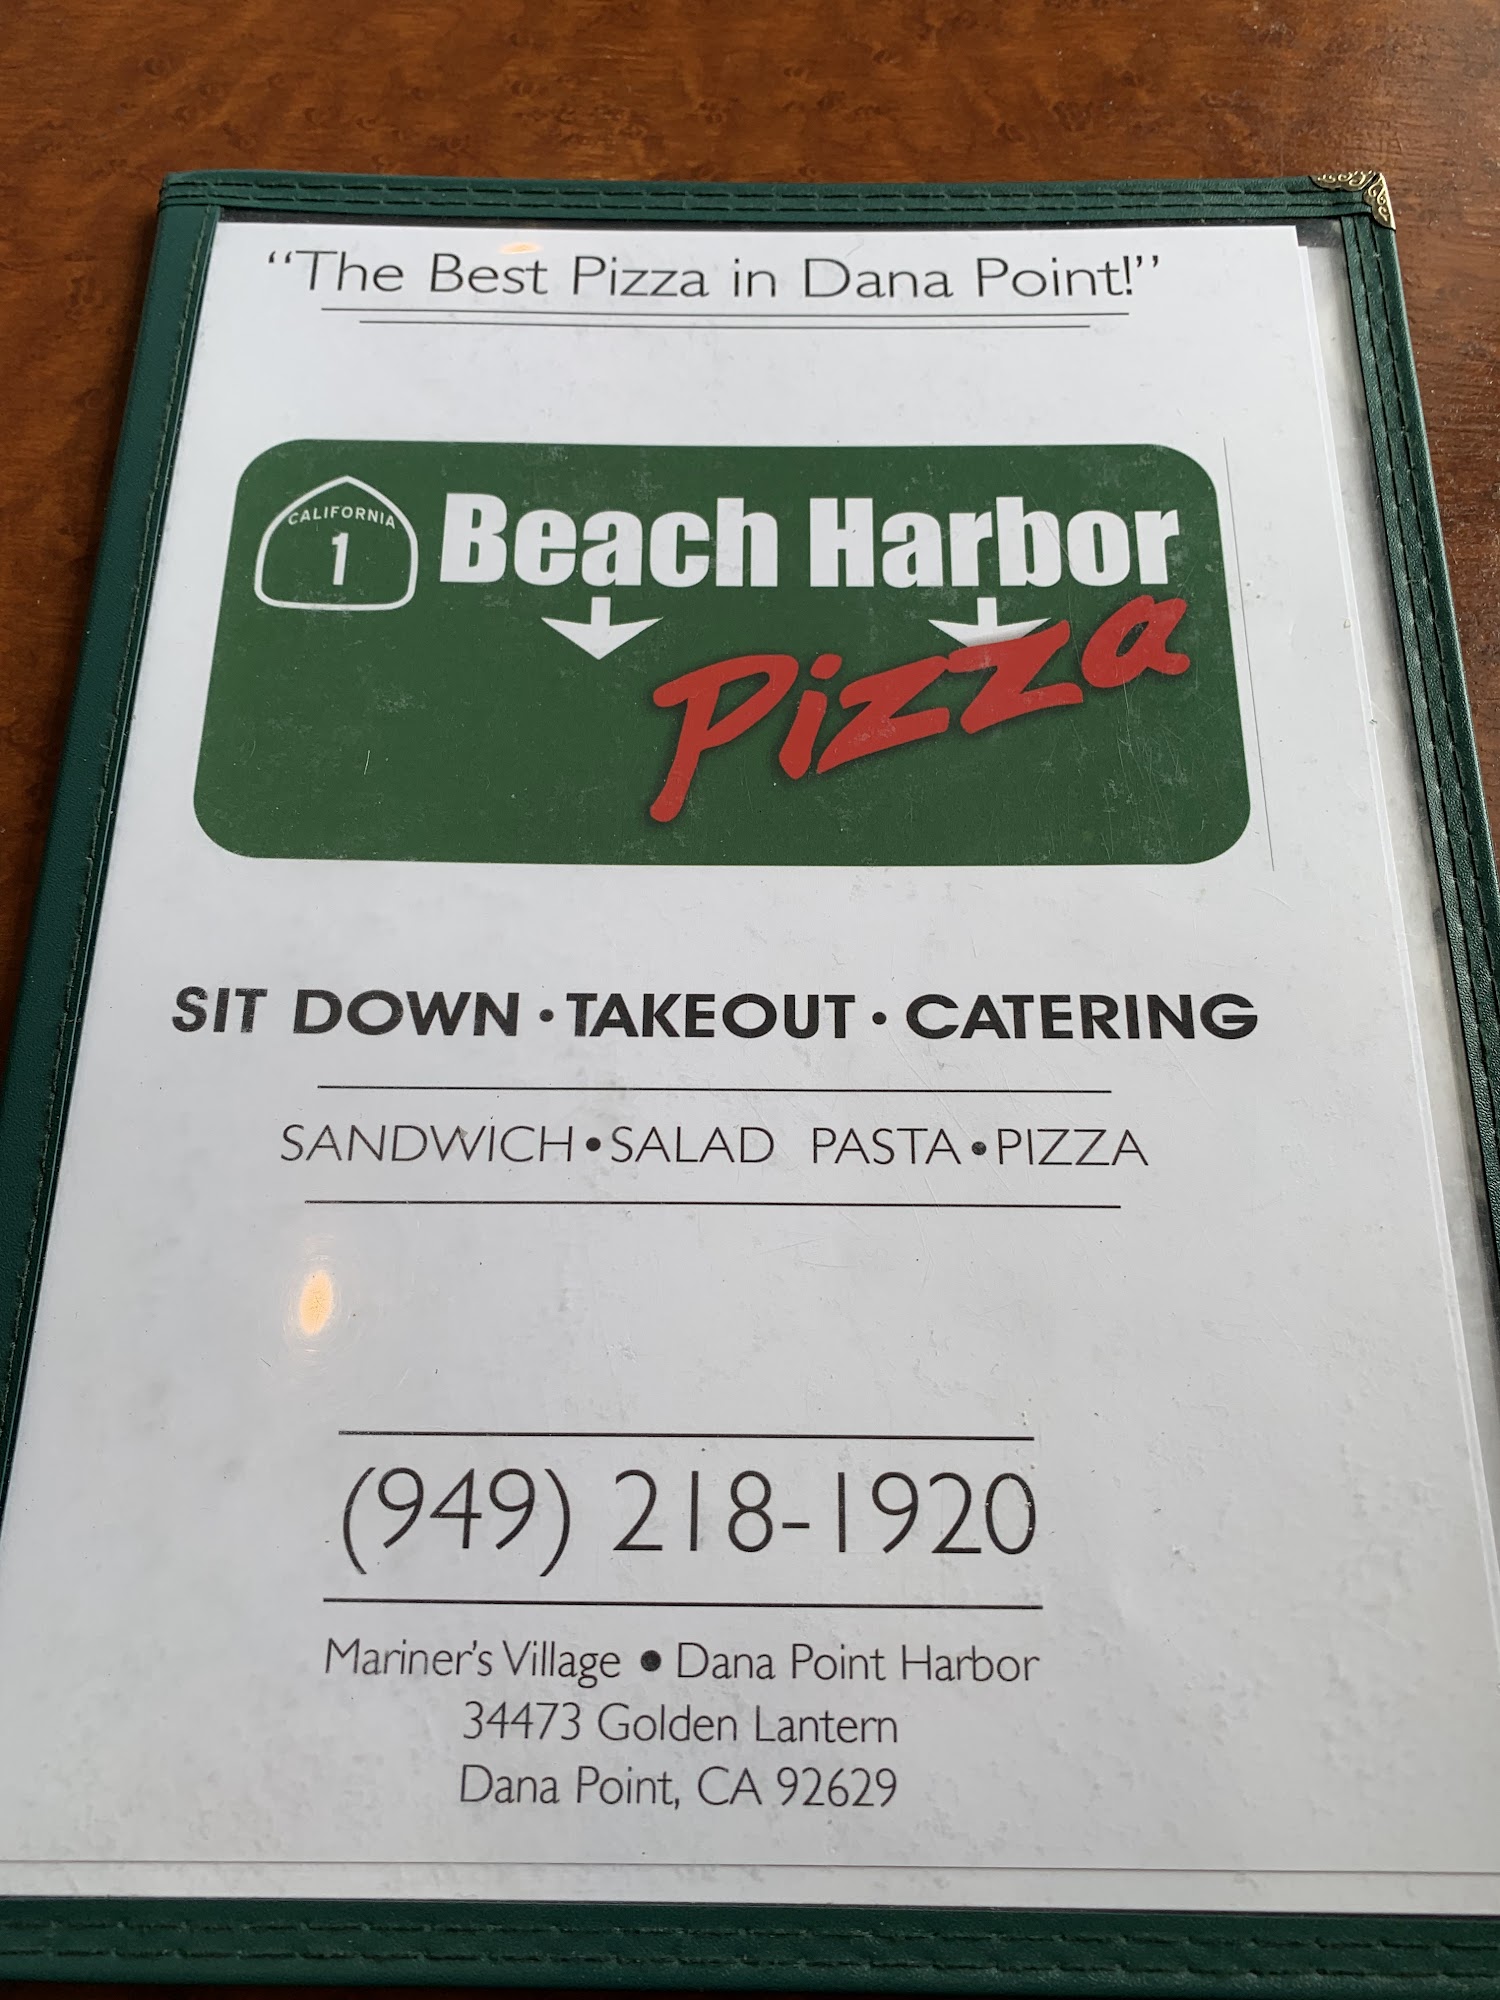 “The Best Pizza in Dana Point!”
CALIFORNIA
1
Beach Harbor
Pizza
SIT DOWN • TAKEOUT • CATERING
SANDWICH • SALAD PASTA • PIZZA
(949) 218-1920
Mariner's Village • Dana Point Harbor
34473 Golden Lantern
Dana Point, CA 92629